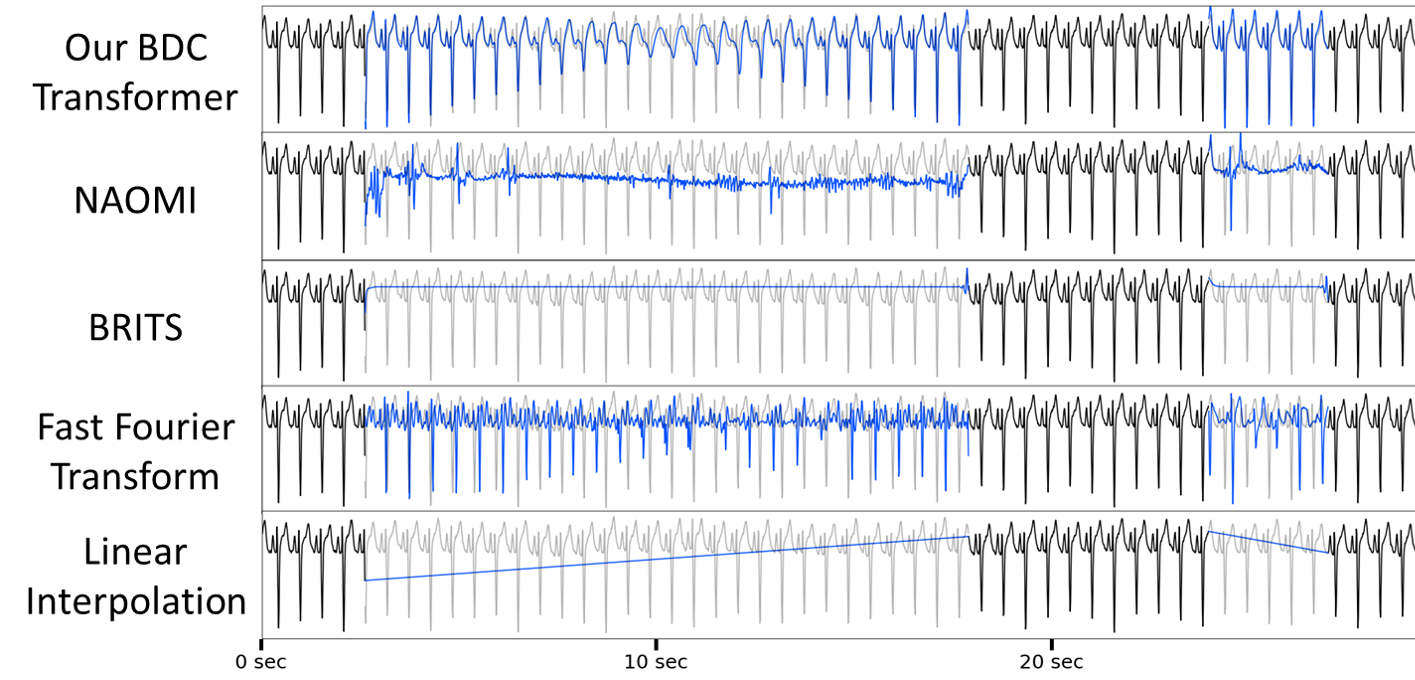 Our BDC
Transformer
NAOMI
BRITS
Fast Fourier
Transform
Linear
Interpolation
0 sec
10 sec
20 sec